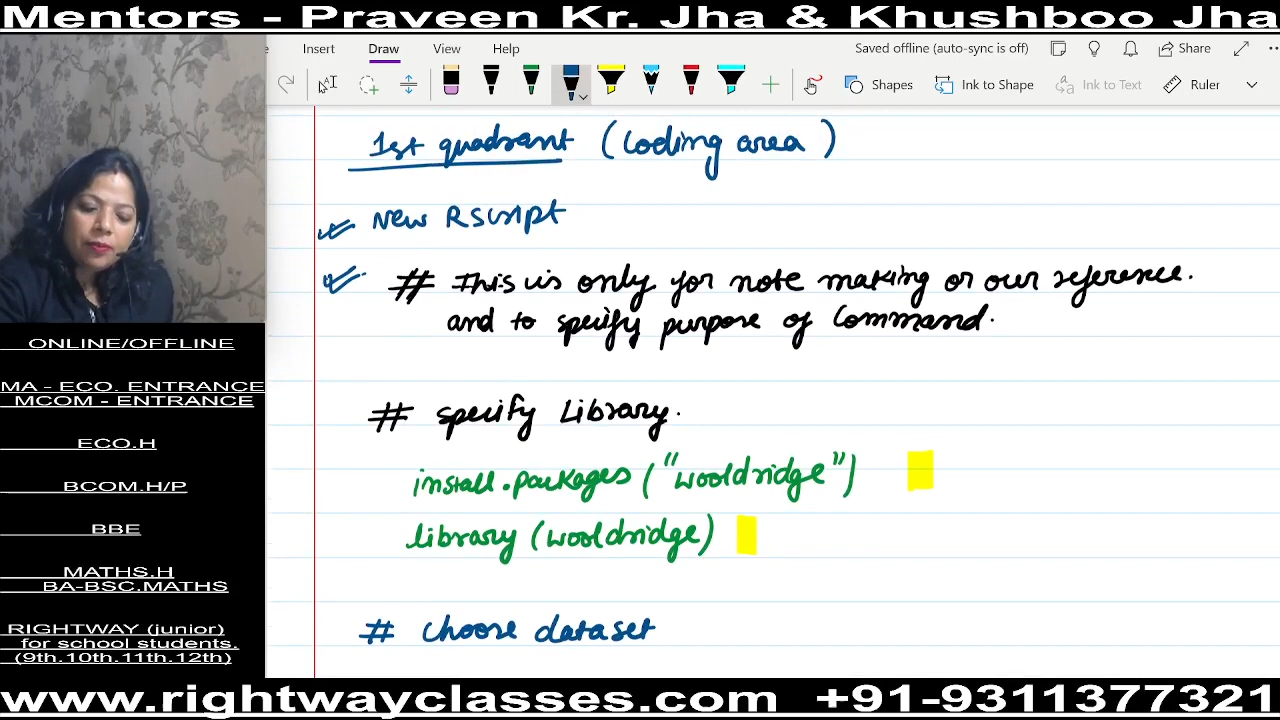 Mentors - Praveen Kr. Jha & Khushboo Jha
Insert Draw View Help Saved offline (auto-sync is off) Share
Shapes Ink to Shape Ink to Text Ruler
1st quadrant (Coding area)
New RScript
# This is only for note making or our reference.
and to specify purpose of Command.
# specify Library.
install.packages ("wooldridge")
library (wooldridge)
# choose dataset
ONLINE/OFFLINE
MA - ECO. ENTRANCE
MCOM - ENTRANCE
ECO.H
BCOM.H/P
BBE
MATHS.H
BA-BSC.MATHS
RIGHTWAY (junior)
for school students.
(9th.10th.11th.12th)
www.rightwayclasses.com +91-9311377321